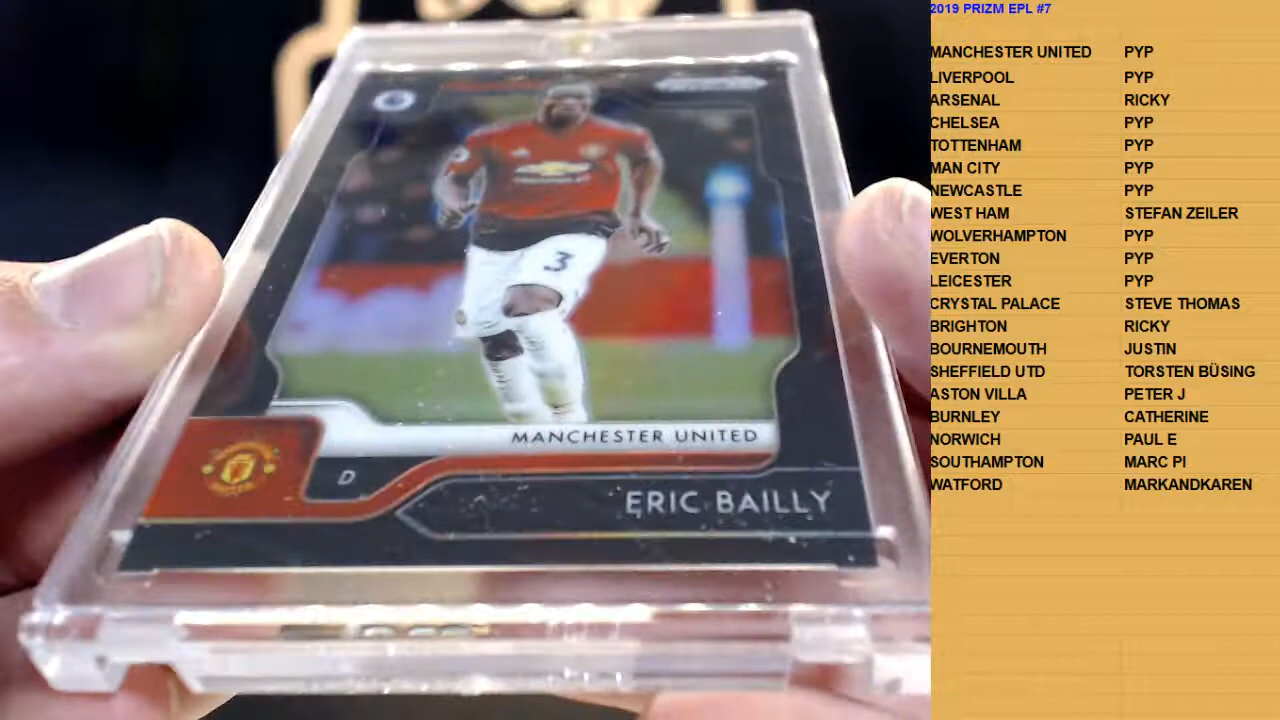 2019 PRIZM EPL #7
MANCHESTER UNITED PYP
LIVERPOOL PYP
ARSENAL RICKY
CHELSEA PYP
TOTTENHAM PYP
MAN CITY PYP
NEWCASTLE PYP
WEST HAM STEFAN ZEILER
WOLVERHAMPTON PYP
EVERTON PYP
LEICESTER PYP
CRYSTAL PALACE STEVE THOMAS
BRIGHTON RICKY
BOURNEMOUTH JUSTIN
SHEFFIELD UTD TORSTEN BÜSING
ASTON VILLA PETER J
BURNLEY CATHERINE
NORWICH PAUL E
SOUTHAMPTON MARC PI
WATFORD MARKANDKAREN
3
MANCHESTER UNITED
D
ERIC BAILLY